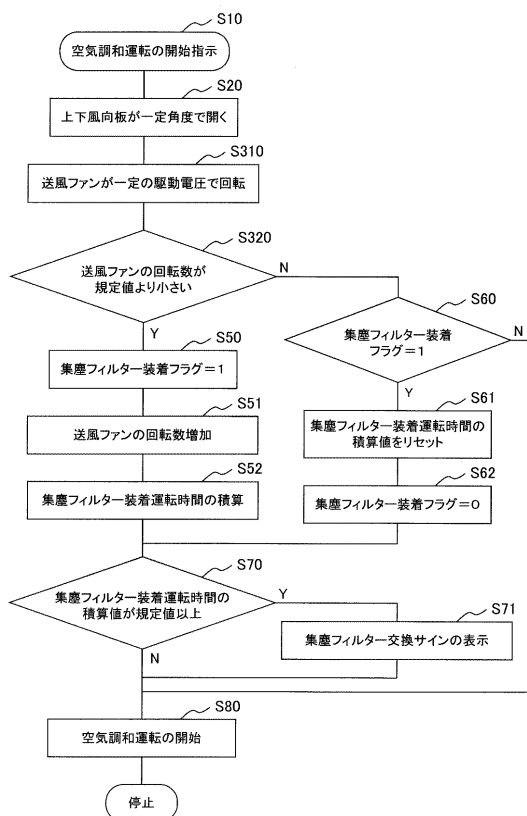 S10
空気調和運転の開始指示
S20
上下風向板が一定角度で開く
S310
送風ファンが一定の駆動電圧で回転
S320
送風ファンの回転数が
規定値より小さい
N
Y
S60
集塵フィルター装着
フラグ=1
N
Y
S50
集塵フィルター装着フラグ=1
S51
送風ファンの回転数増加
S52
集塵フィルター装着運転時間の積算
S61
集塵フィルター装着運転時間の
積算値をリセット
S62
集塵フィルター装着フラグ=0
S70
集塵フィルター装着運転時間の
積算値が規定値以上
Y
N
S71
集塵フィルター交換サインの表示
S80
空気調和運転の開始
停止